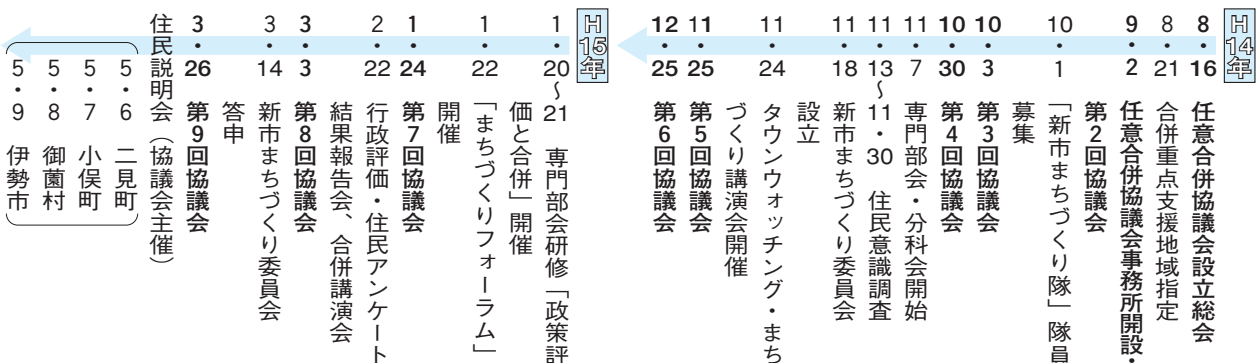 H14年
8・16 任意合併協議会設立総会
8・21 合併重点支援地域指定
9・2 任意合併協議会事務所開設・
第2回協議会
10・1 「新市まちづくり隊」隊員
募集
10・3 第3回協議会
10・30 第4回協議会
11・7 専門部会・分科会開始
11・13〜11・30 住民意識調査
11・18 新市まちづくり委員会
設立
11・24 タウンウォッチング・まち
づくり講演会開催
11・25 第5回協議会
12・25 第6回協議会
H15年
1・20〜21 専門部会研修「政策評
価と合併」開催
1・22 「まちづくりフォーラム」
開催
1・24 第7回協議会
2・22 行政評価・住民アンケート
結果報告会、合併講演会
3・3 第8回協議会
3・14 新市まちづくり委員会
答申
3・26 第9回協議会
住民説明会（協議会主催）
5・6 二見町
5・7 小俣町
5・8 御薗村
5・9 伊勢市